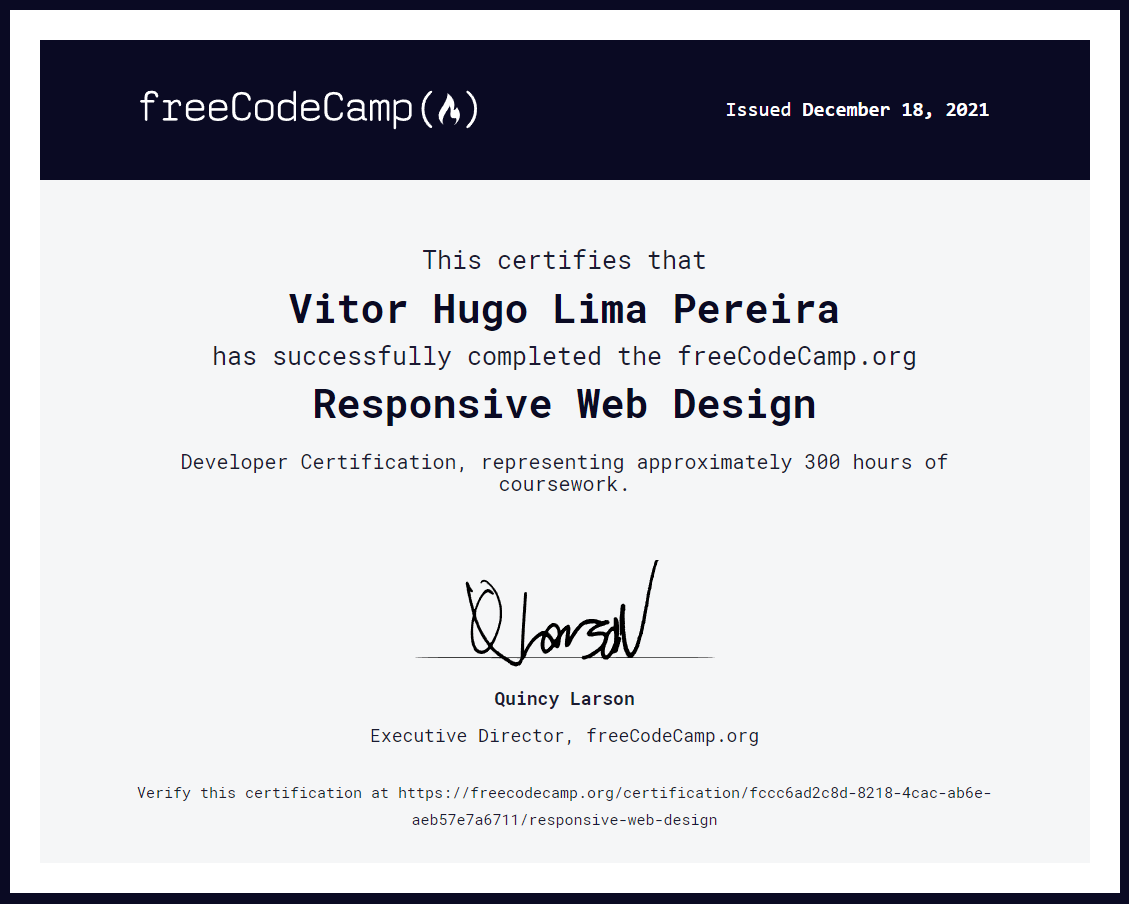 freeCodeCamp
Issued December 18, 2021
This certifies that
Vitor Hugo Lima Pereira
has successfully completed the freeCodeCamp.org
Responsive Web Design
Developer Certification, representing approximately 300 hours of
coursework.
Q Larson
Quincy Larson
Executive Director, freeCodeCamp.org
Verify this certification at https://freecodecamp.org/certification/fccc6ad2c8d-8218-4cac-ab6e-
aeb57e7a6711/responsive-web-design